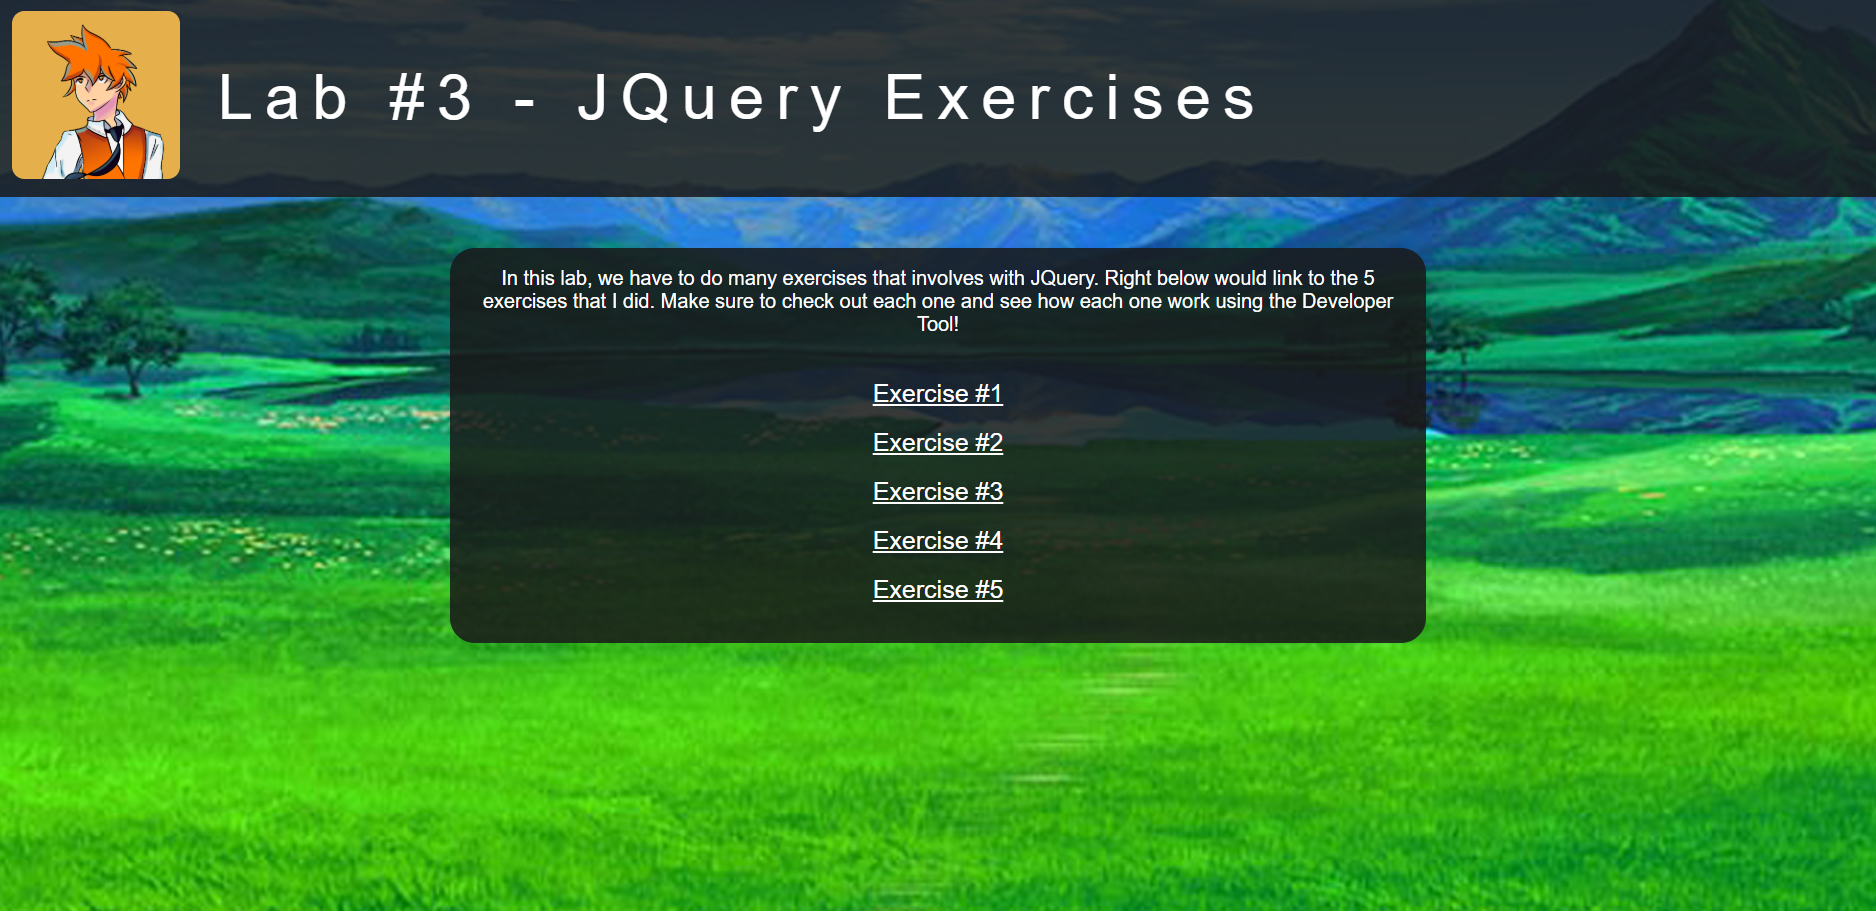 Lab #3 - JQuery Exercises
In this lab, we have to do many exercises that involves with JQuery. Right below would link to the 5
exercises that I did. Make sure to check out each one and see how each one work using the Developer
Tool!
Exercise #1
Exercise #2
Exercise #3
Exercise #4
Exercise #5